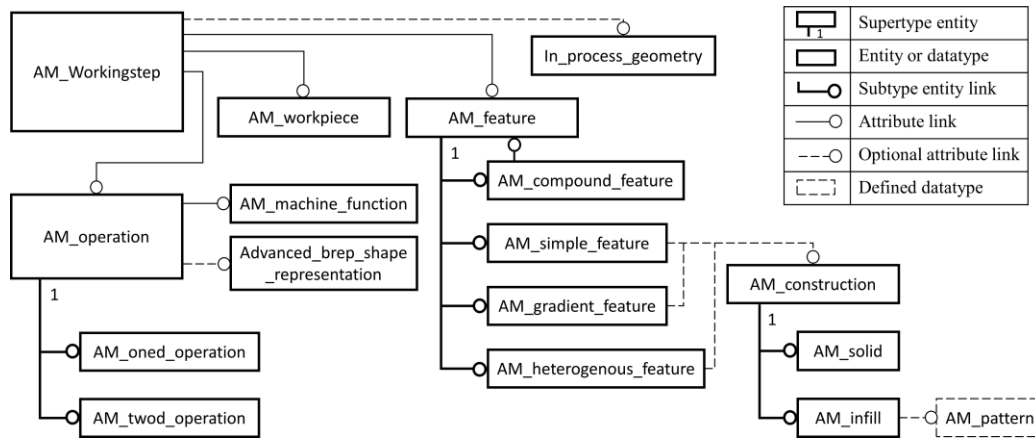 AM_Workingstep
In_process_geometry
AM_workpiece
AM_feature
1
AM_compound_feature
AM_simple_feature
AM_gradient_feature
AM_heterogenous_feature
AM_operation
AM_machine_function
Advanced_brep_shape
_representation
1
AM_oned_operation
AM_twod_operation
AM_construction
1
AM_solid
AM_infill
AM_pattern
1
Supertype entity
Entity or datatype
Subtype entity link
Attribute link
Optional attribute link
Defined datatype